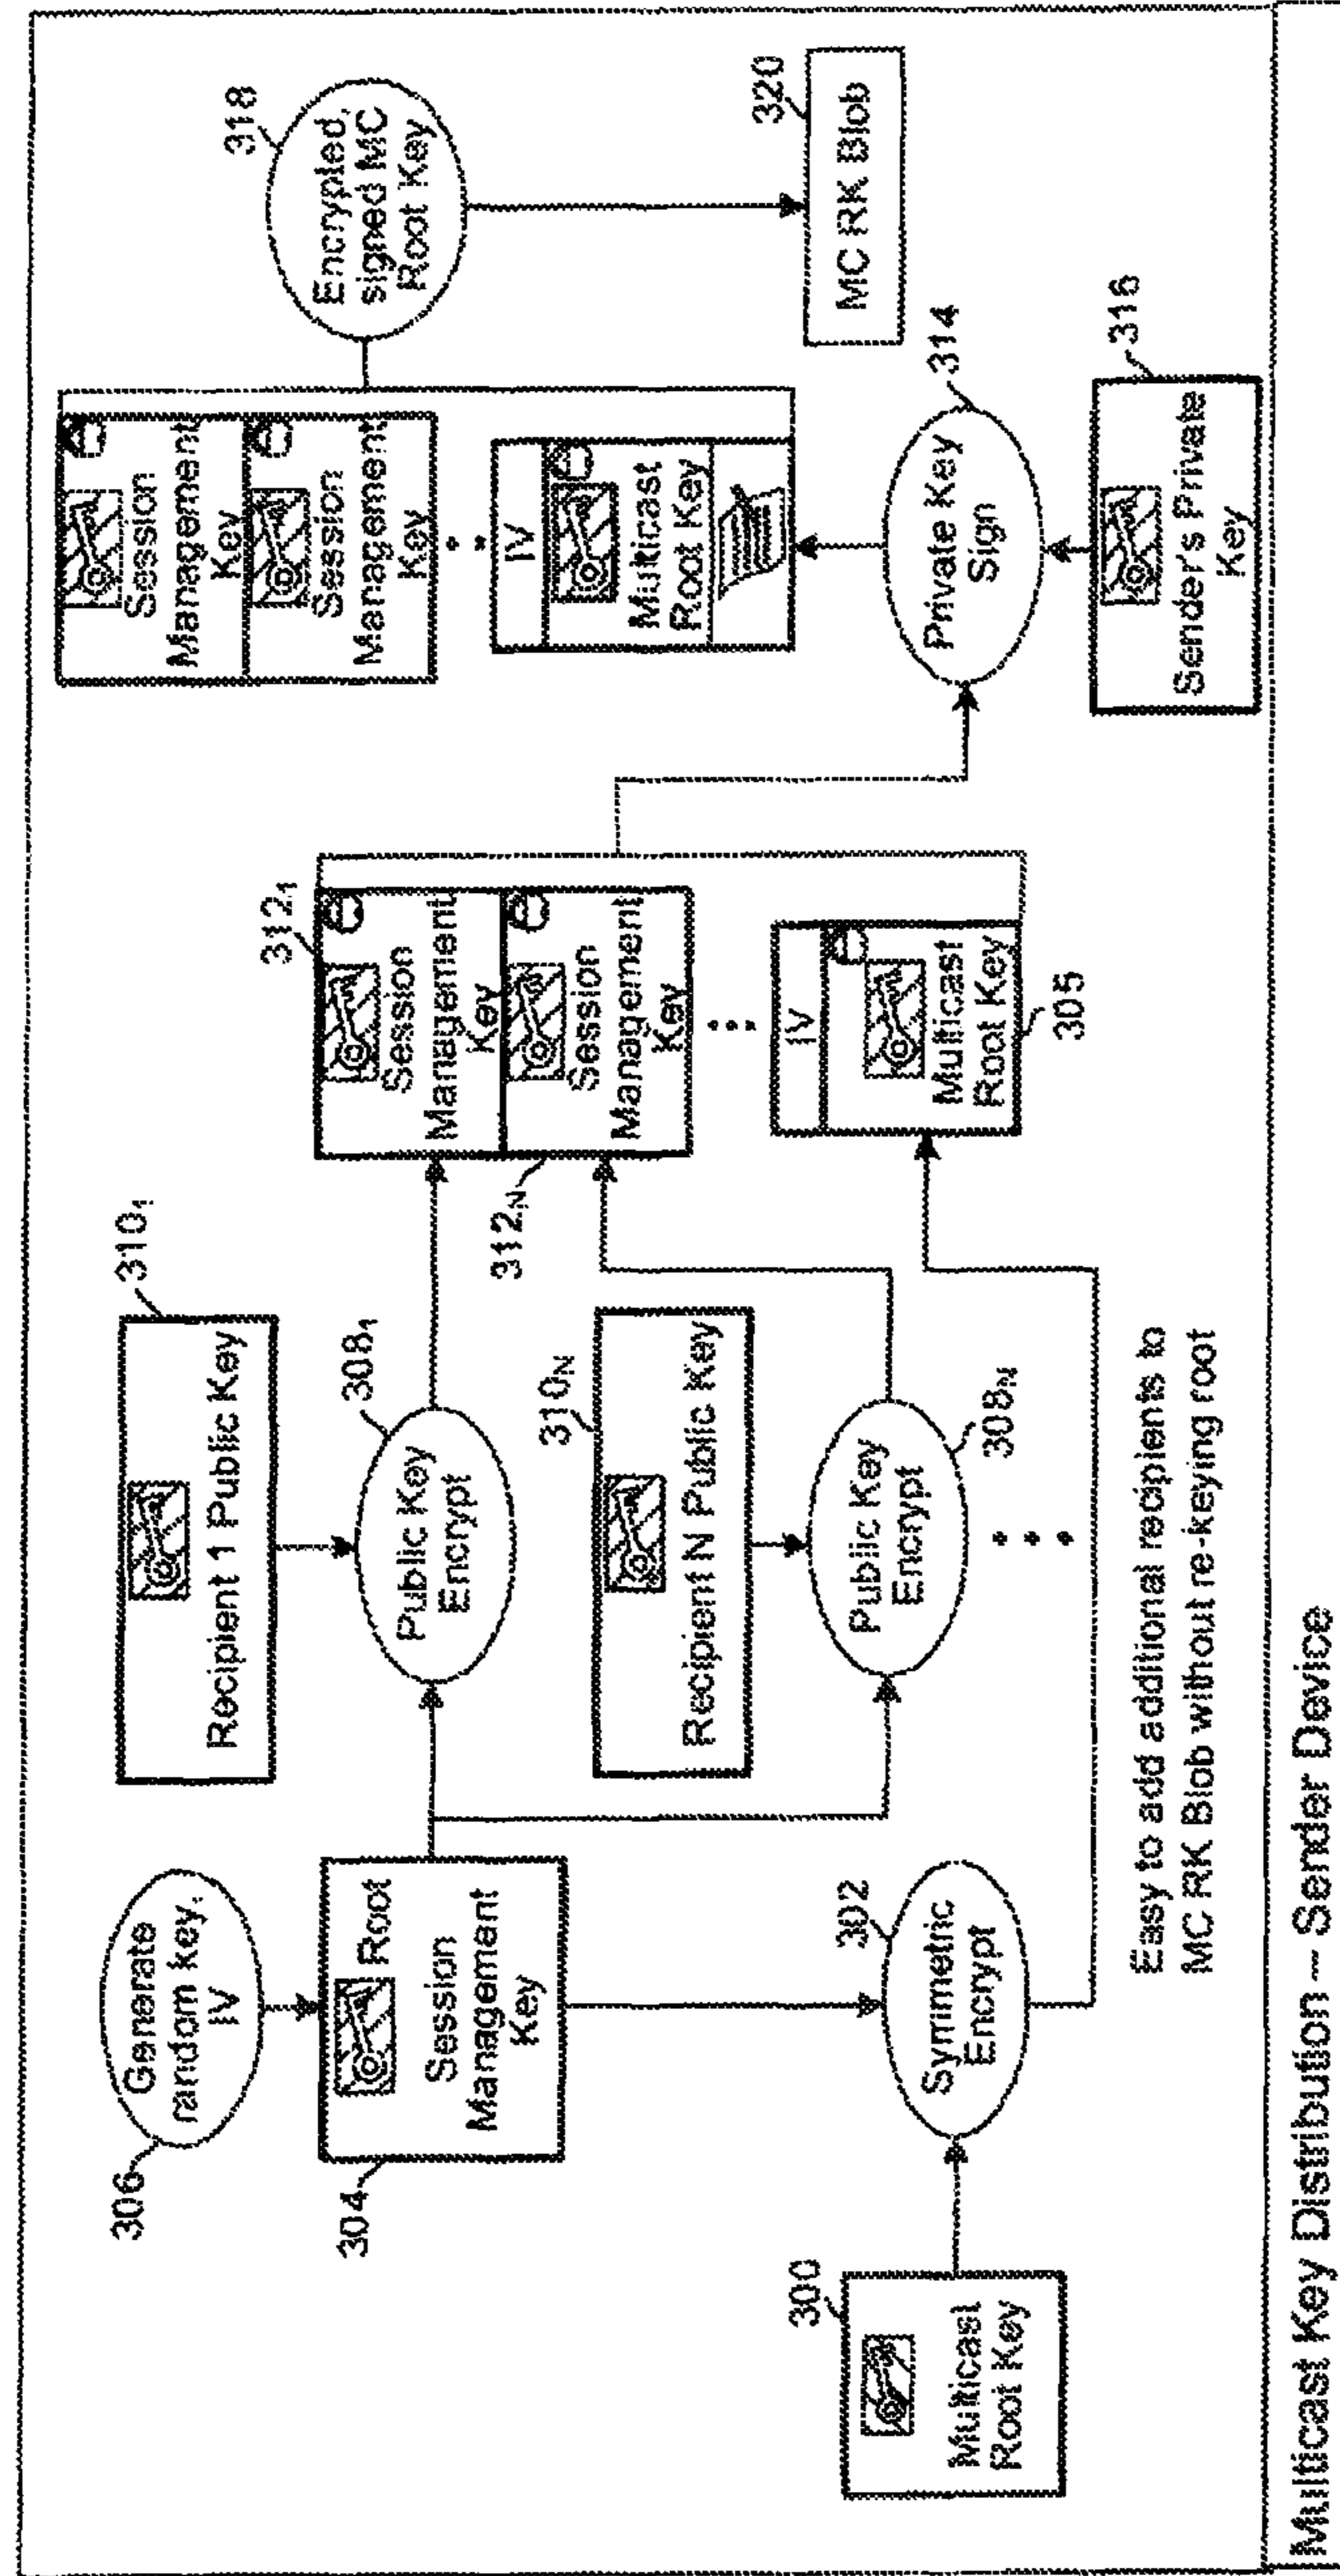 306
Generate
random key,
IV
304
Root
Session
Management
Key
300
Multicast
Root Key
302
Symmetric
Encrypt
310₁
Recipient 1 Public Key
308₁
Public Key
Encrypt
310N
Recipient N Public Key
308N
Public Key
Encrypt
Easy to add additional recipients to
MC RK Blob without re-keying root
312₁
Session
Management
Key
312N
Session
Management
Key
IV
Multicast
Root Key
305
Session
Management
Key
Session
Management
Key
IV
Multicast
Root Key
314
Private Key
Sign
316
Sender's Private
Key
318
Encrypted,
signed MC
Root Key
320
MC RK Blob
Multicast Key Distribution -- Sender Device